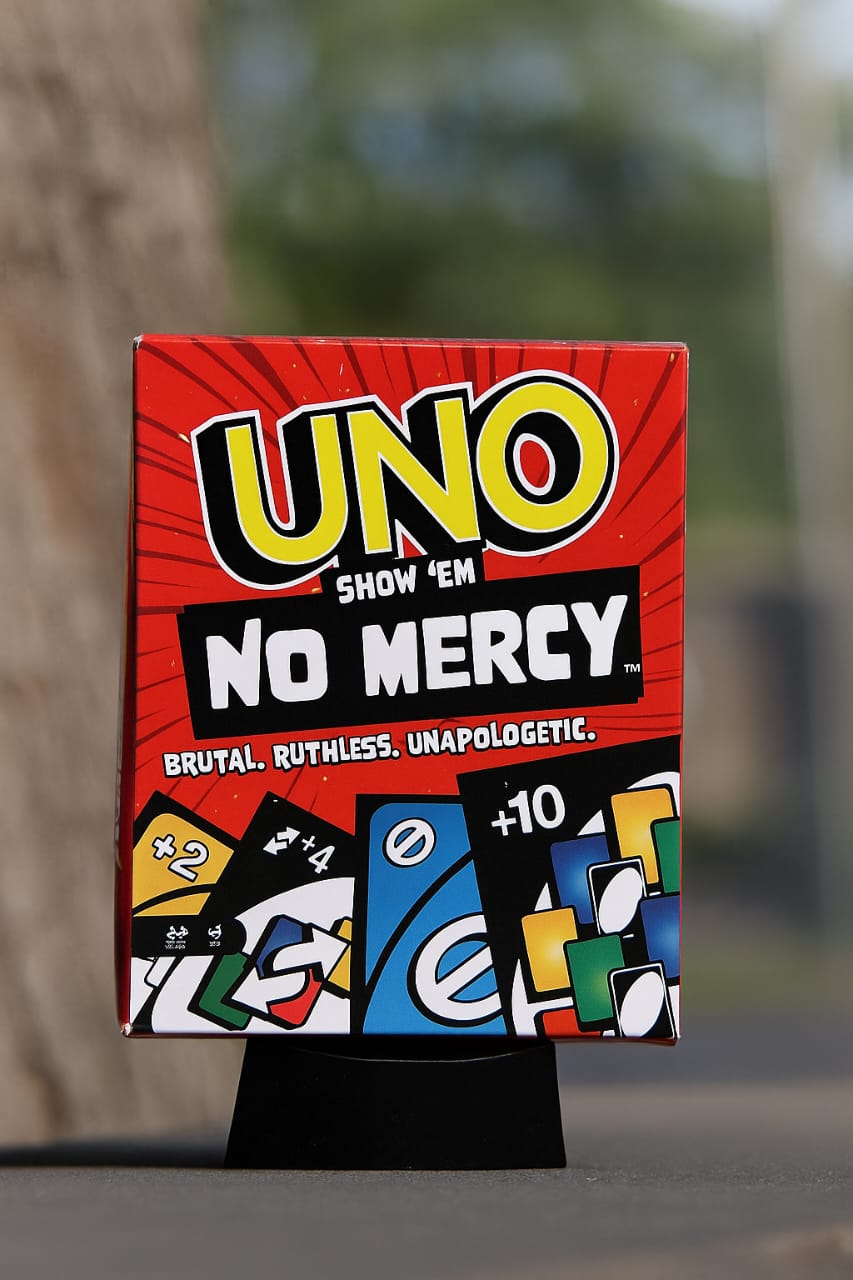 UNO
SHOW 'EM
NO MERCY™
BRUTAL. RUTHLESS. UNAPOLOGETIC.
+2
+4
+10